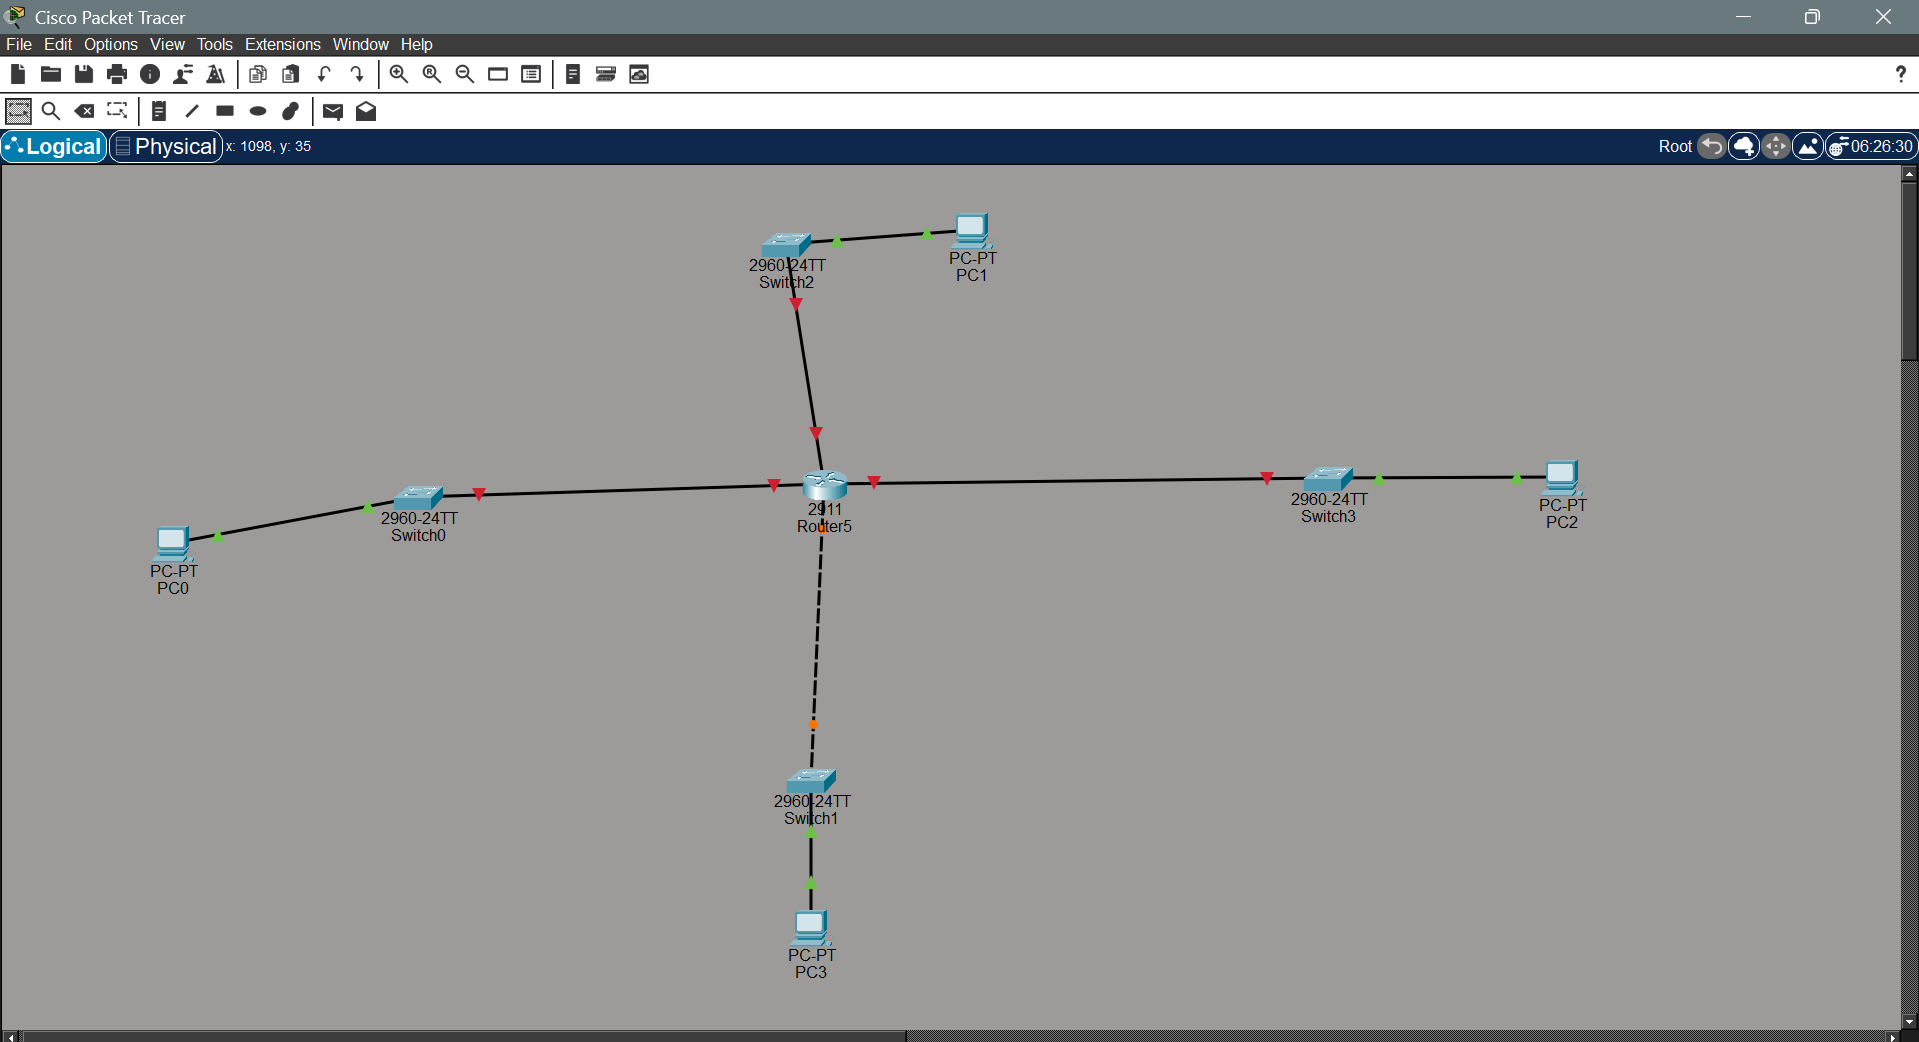 Cisco Packet Tracer
File Edit Options View Tools Extensions Window Help
?
Logical Physical x: 1098, y: 35 Root 06:26:30
2960-24TT
Switch2
PC-PT
PC1
2960-24TT
Switch0
2911
Router5
2960-24TT
Switch3
PC-PT
PC2
PC-PT
PC0
2960-24TT
Switch1
PC-PT
PC3